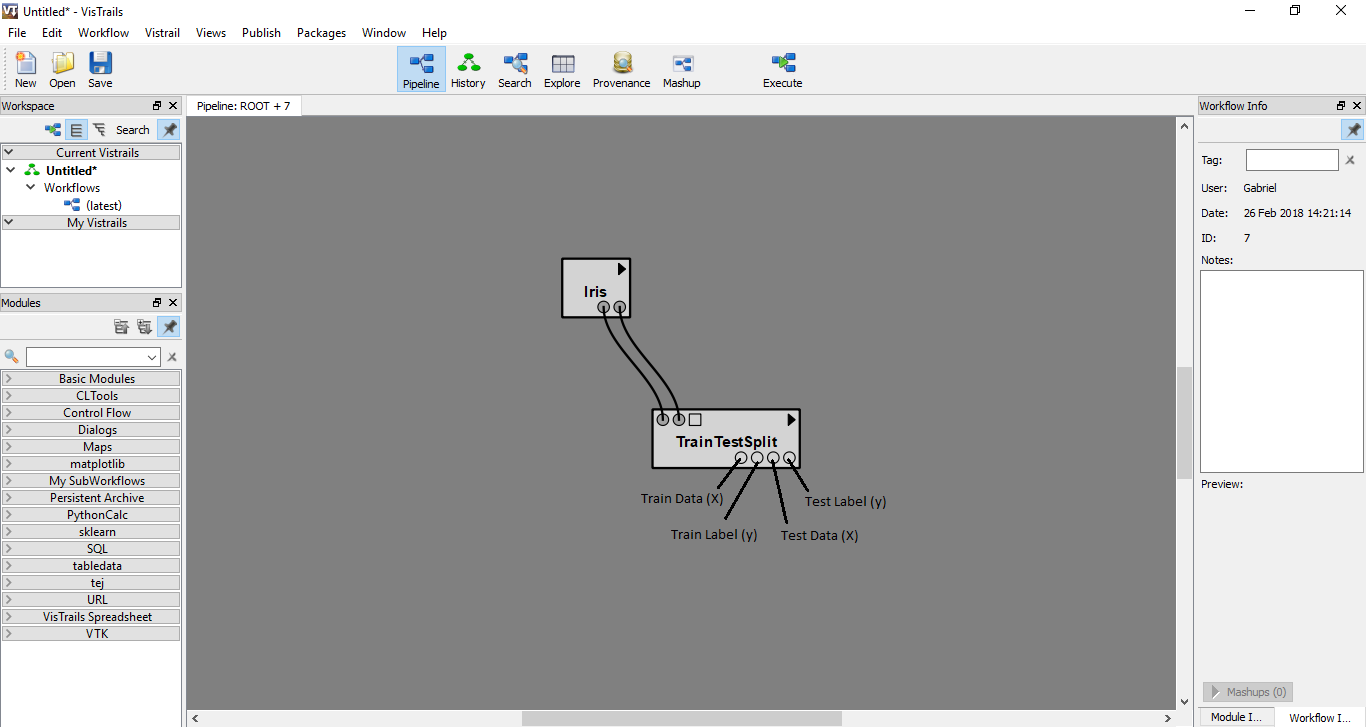 Untitled* - VisTrails
File Edit Workflow Vistrail Views Publish Packages Window Help
New Open Save Pipeline History Search Explore Provenance Mashup Execute
Workspace
Search
Current Vistrails
Untitled*
Workflows
(latest)
My Vistrails
Modules
Basic Modules
CLTools
Control Flow
Dialogs
Maps
matplotlib
My SubWorkflows
Persistent Archive
PythonCalc
sklearn
SQL
tabledata
tej
URL
VisTrails Spreadsheet
VTK
Pipeline: ROOT + 7
Iris
TrainTestSplit
Train Data (X)
Test Label (y)
Train Label (y)
Test Data (X)
Workflow Info
Tag:
User: Gabriel
Date: 26 Feb 2018 14:21:14
ID: 7
Notes:
Preview:
Mashups (0)
Module I... Workflow I...